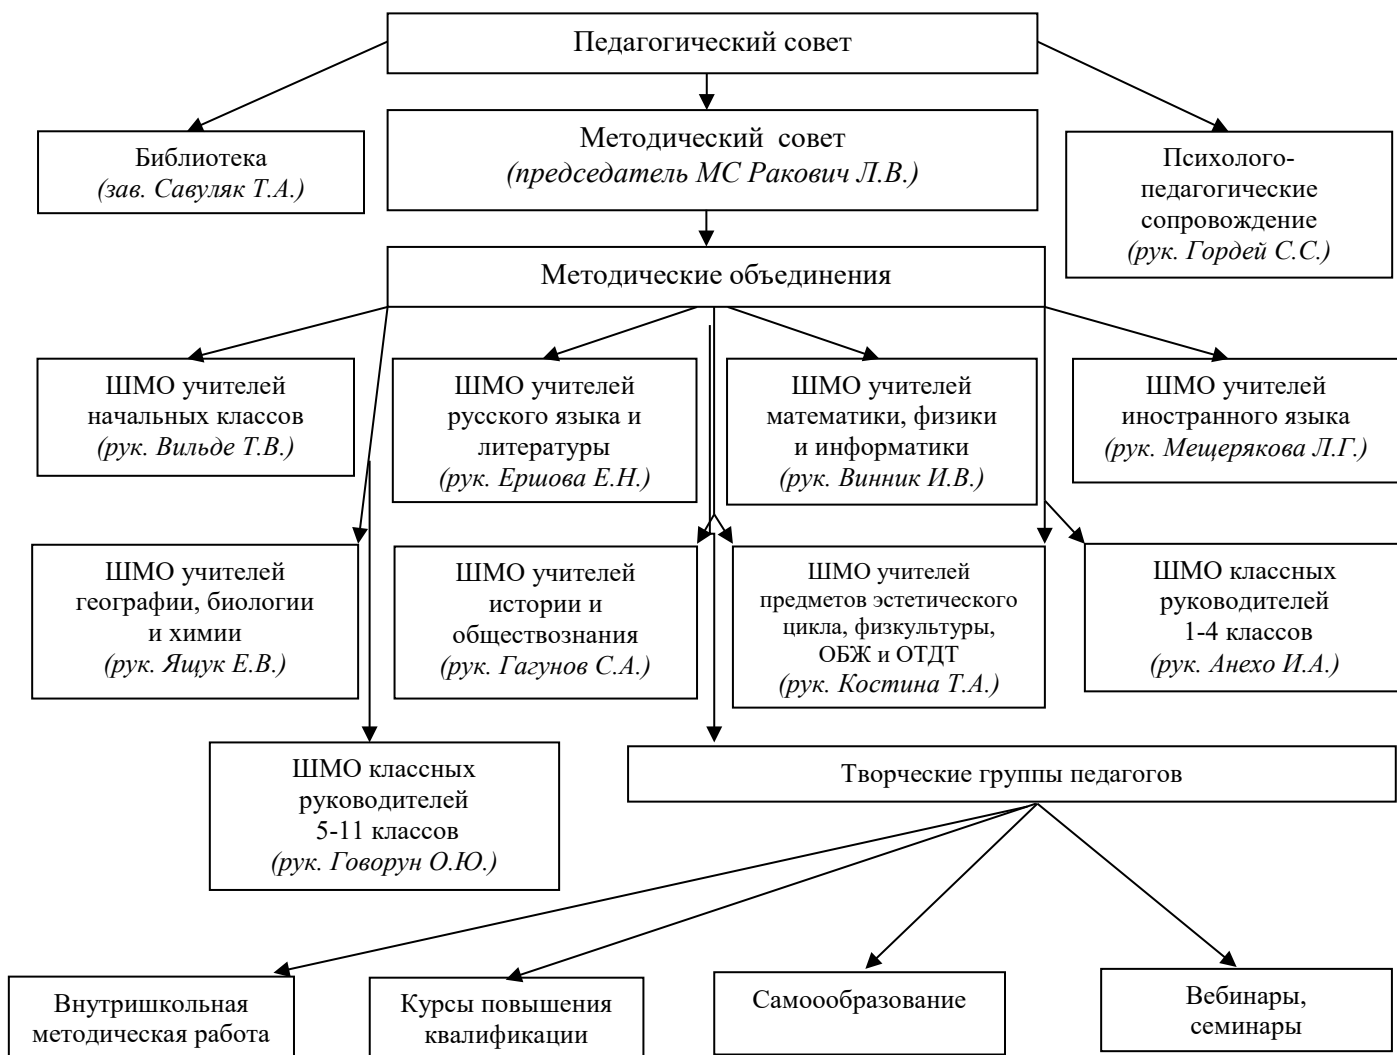 Педагогический совет
Библиотека
(зав. Савуляк Т.А.)
Методический совет
(председатель МС Ракович Л.В.)
Психолого-
педагогические
сопровождение
(рук. Гордей С.С.)
Методические объединения
ШМО учителей
начальных классов
(рук. Вильде Т.В.)
ШМО учителей
русского языка и
литературы
(рук. Ершова Е.Н.)
ШМО учителей
математики, физики
и информатики
(рук. Винник И.В.)
ШМО учителей
иностранного языка
(рук. Мещерякова Л.Г.)
ШМО учителей
географии, биологии
и химии
(рук. Ящук Е.В.)
ШМО учителей
истории и
обществознания
(рук. Гагунов С.А.)
ШМО учителей
предметов эстетического
цикла, физкультуры,
ОБЖ и ОТДТ
(рук. Костина Т.А.)
ШМО классных
руководителей
1-4 классов
(рук. Анехо И.А.)
ШМО классных
руководителей
5-11 классов
(рук. Говорун О.Ю.)
Творческие группы педагогов
Внутришкольная
методическая работа
Курсы повышения
квалификации
Самоообразование
Вебинары,
семинары